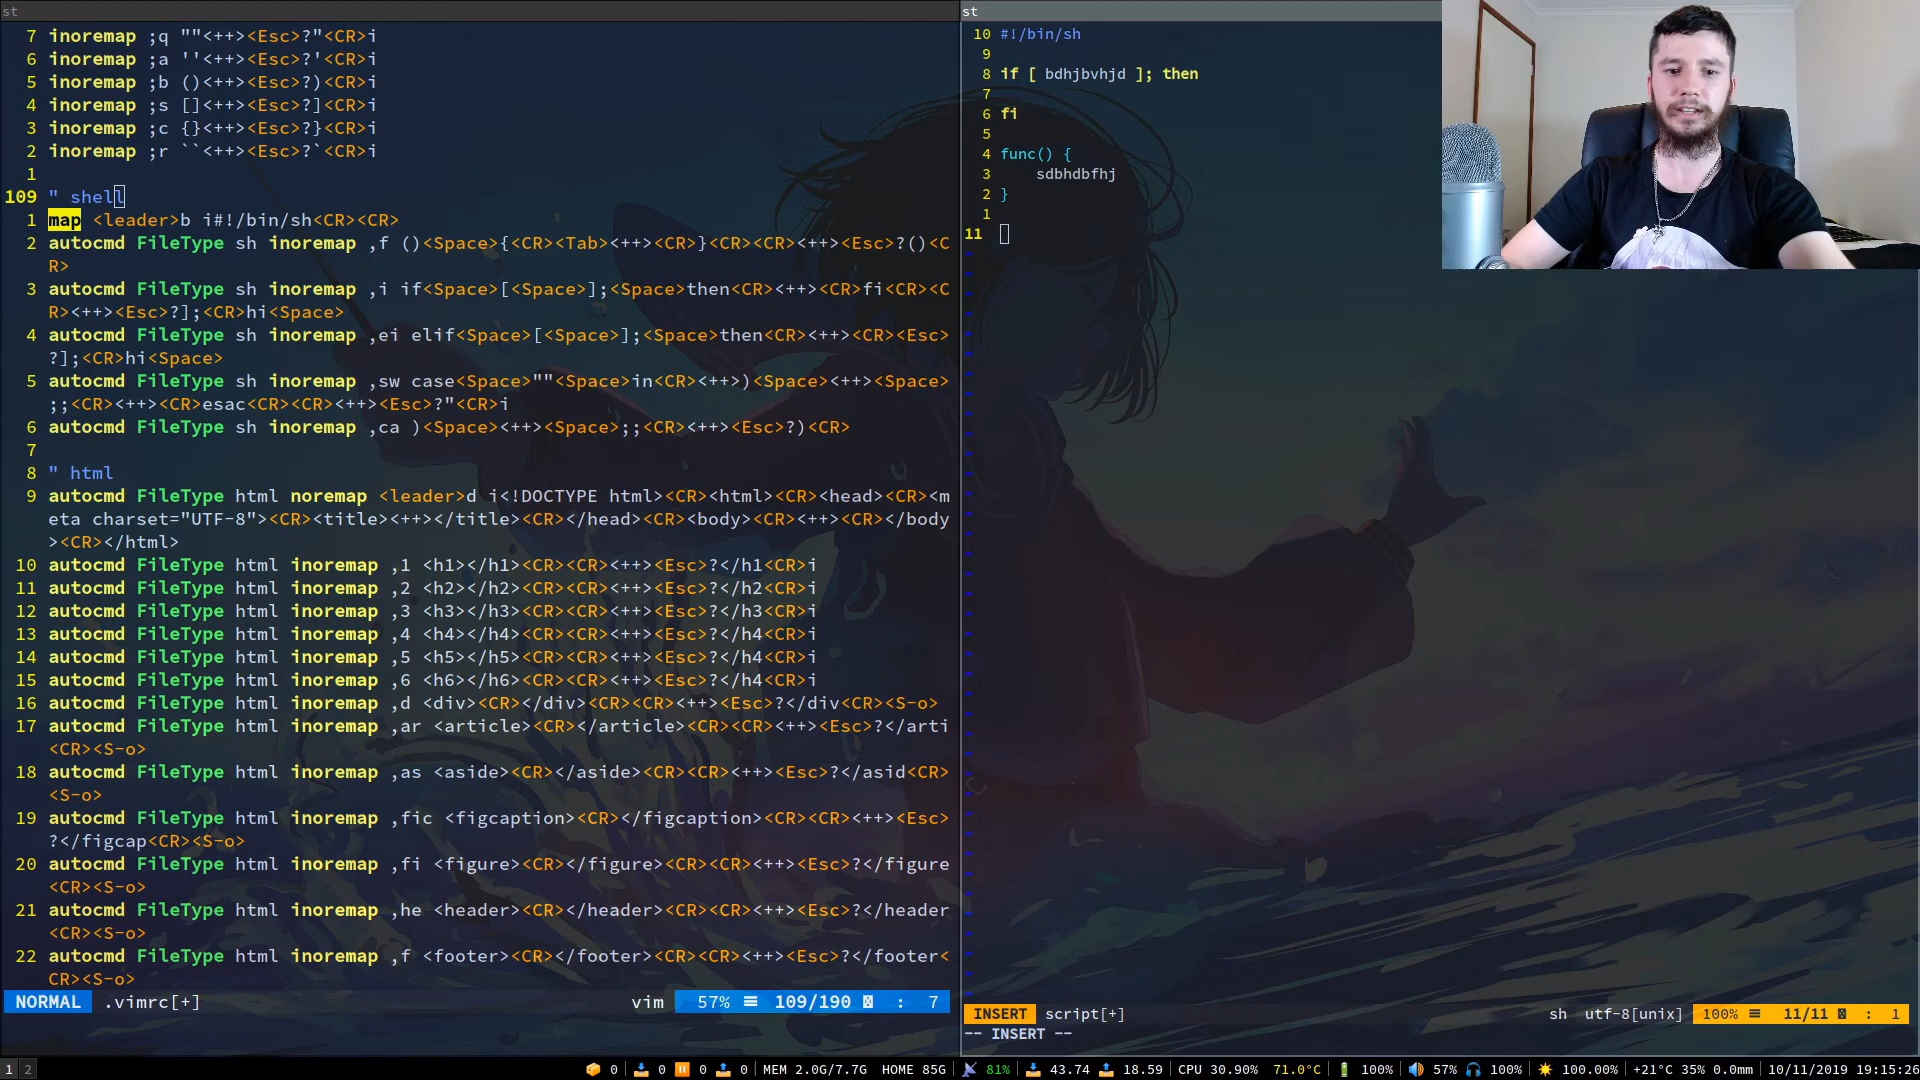 st
7 inoremap ;q ""<++><Esc>?"<CR>i
6 inoremap ;a ''<++><Esc>?'<CR>i
5 inoremap ;b ()<++><Esc>?)<CR>i
4 inoremap ;s []<++><Esc>?]<CR>i
3 inoremap ;c {}<++><Esc>?}<CR>i
2 inoremap ;r ``<++><Esc>?`<CR>i
1
109 " shell
1 map <leader>b i#!/bin/sh<CR><CR>
2 autocmd FileType sh inoremap ,f ()<Space>{<CR><Tab><++><CR>}<CR><CR><++><Esc>?()<C
R>
3 autocmd FileType sh inoremap ,i if<Space>[<Space>];<Space>then<CR><++><CR>fi<CR><C
R><++><Esc>?];<CR>hi<Space>
4 autocmd FileType sh inoremap ,ei elif<Space>[<Space>];<Space>then<CR><++><CR><Esc>
?];<CR>hi<Space>
5 autocmd FileType sh inoremap ,sw case<Space>""<Space>in<CR><++>)<Space><++><Space>
;;<CR><++><CR>esac<CR><CR><++><Esc>?"<CR>i
6 autocmd FileType sh inoremap ,ca )<Space><++><Space>;;<CR><++><Esc>?)<CR>
7
8 " html
9 autocmd FileType html noremap <leader>d i<!DOCTYPE html><CR><html><CR><head><CR><m
eta charset="UTF-8"><CR><title><++></title><CR></head><CR><body><CR><++><CR></body
><CR></html>
10 autocmd FileType html inoremap ,1 <h1></h1><CR><CR><++><Esc>?</h1<CR>i
11 autocmd FileType html inoremap ,2 <h2></h2><CR><CR><++><Esc>?</h2<CR>i
12 autocmd FileType html inoremap ,3 <h3></h3><CR><CR><++><Esc>?</h3<CR>i
13 autocmd FileType html inoremap ,4 <h4></h4><CR><CR><++><Esc>?</h4<CR>i
14 autocmd FileType html inoremap ,5 <h5></h5><CR><CR><++><Esc>?</h4<CR>i
15 autocmd FileType html inoremap ,6 <h6></h6><CR><CR><++><Esc>?</h4<CR>i
16 autocmd FileType html inoremap ,d <div><CR></div><CR><CR><++><Esc>?</div<CR><S-o>
17 autocmd FileType html inoremap ,ar <article><CR></article><CR><CR><++><Esc>?</arti
<CR><S-o>
18 autocmd FileType html inoremap ,as <aside><CR></aside><CR><CR><++><Esc>?</asid<CR>
<S-o>
19 autocmd FileType html inoremap ,fic <figcaption><CR></figcaption><CR><CR><++><Esc>
?</figcap<CR><S-o>
20 autocmd FileType html inoremap ,fi <figure><CR></figure><CR><CR><++><Esc>?</figure
<CR><S-o>
21 autocmd FileType html inoremap ,he <header><CR></header><CR><CR><++><Esc>?</header
<CR><S-o>
22 autocmd FileType html inoremap ,f <footer><CR></footer><CR><CR><++><Esc>?</footer<
CR><S-o>
NORMAL .vimrc[+] vim 57% ≡ 109/190 : 7
st
10 #!/bin/sh
9
8 if [ bdhjbvhjd ]; then
7
6 fi
5
4 func() {
3 sdbhdbfhj
2 }
1
11
INSERT script[+] sh utf-8[unix] 100% ≡ 11/11 : 1
-- INSERT --
1 2 0 0 0 0 MEM 2.0G/7.7G HOME 85G 81% 43.74 18.59 CPU 30.90% 71.0°C 100% 57% 100% 100.00% +21°C 35% 0.0mm 10/11/2019 19:15:26